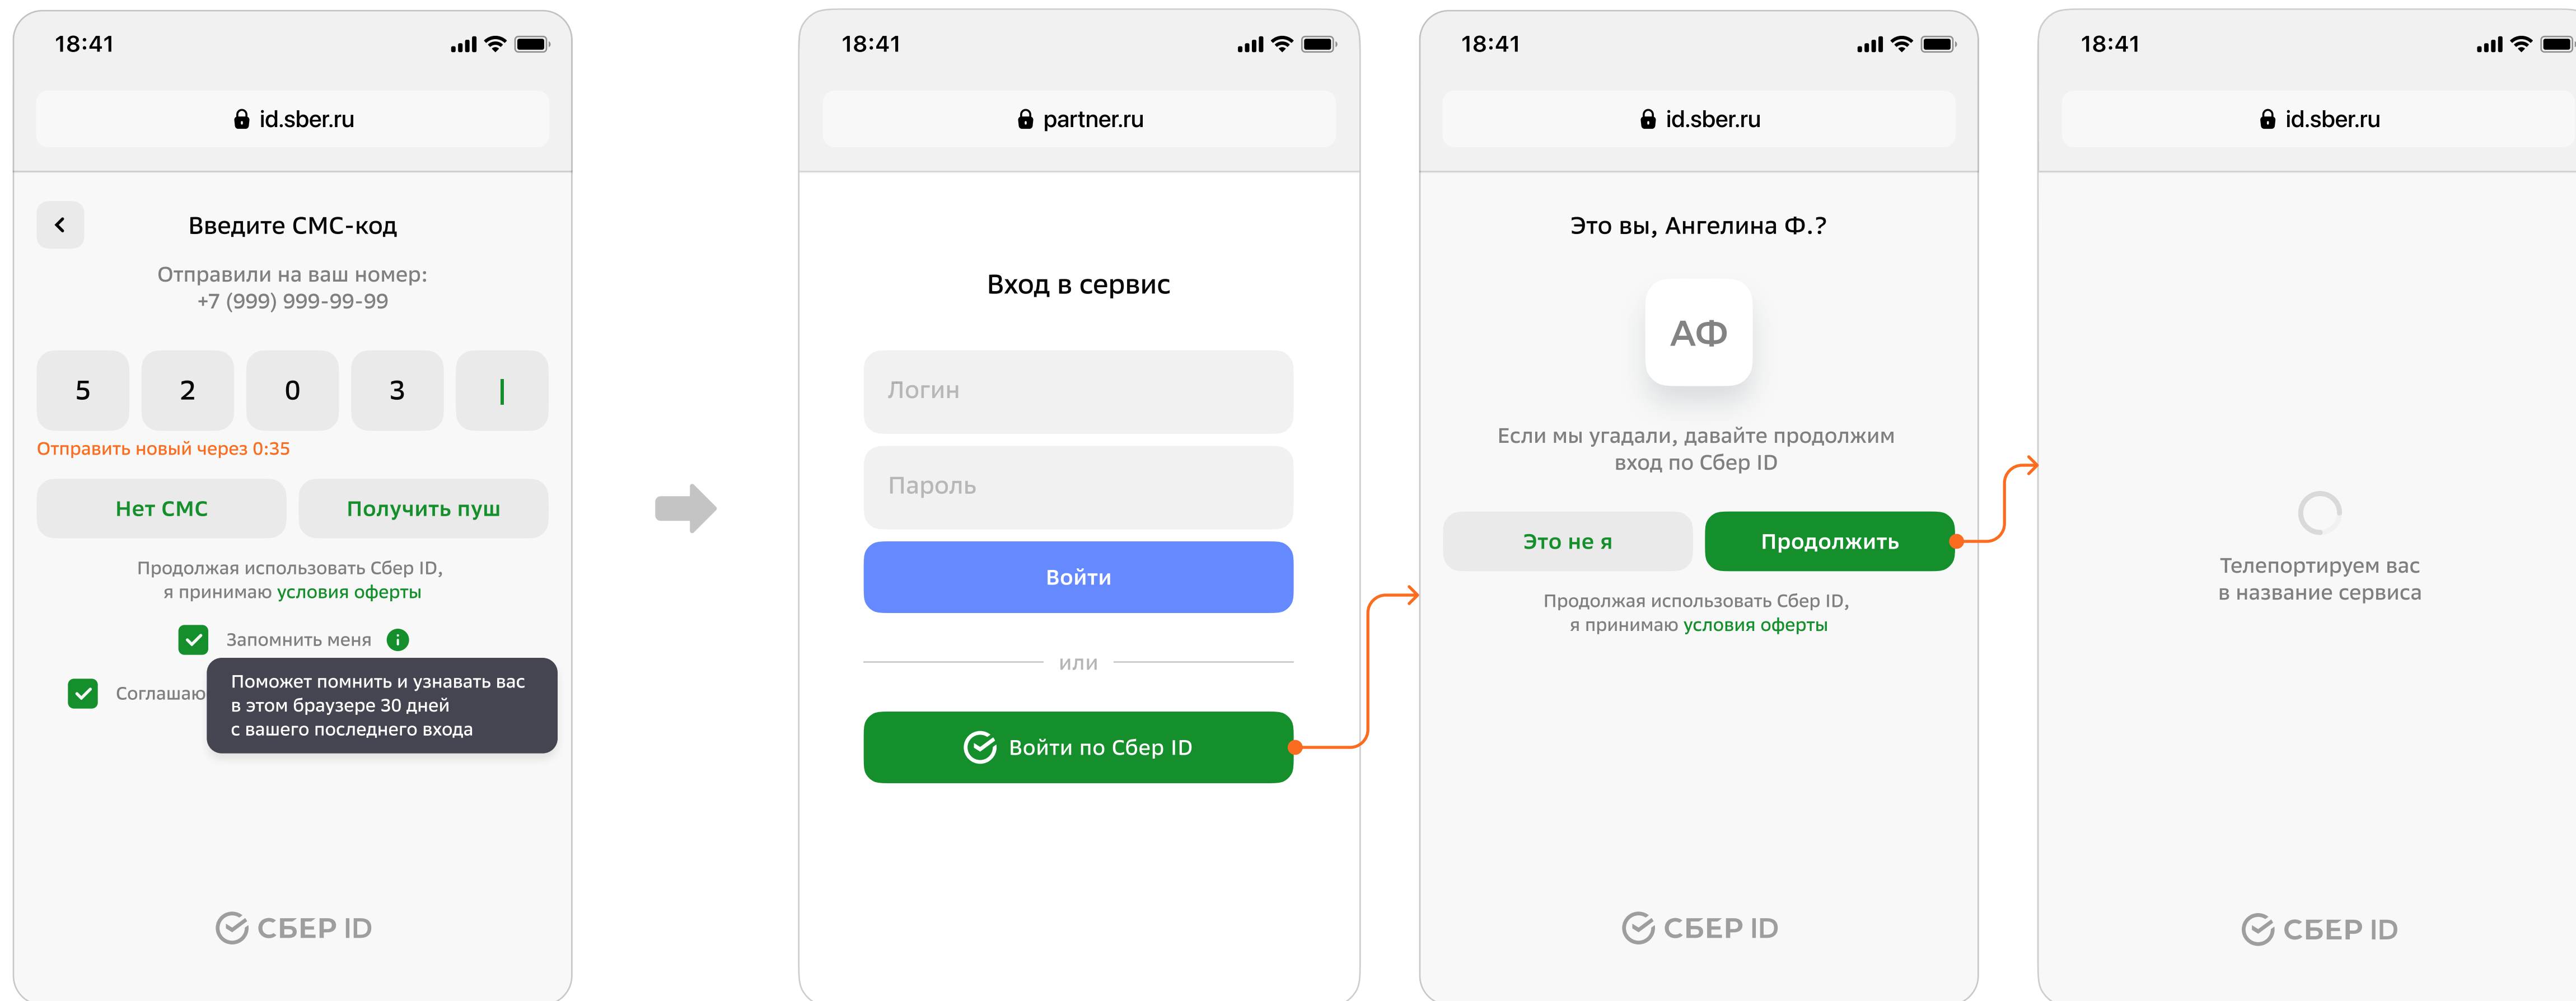 18:41
id.sber.ru
Введите СМС-код
Отправили на ваш номер:
+7 (999) 999-99-99
5 2 0 3
Отправить новый через 0:35
Нет СМС
Получить пуш
Продолжая использовать Сбер ID,
я принимаю условия оферты
Запомнить меня
Соглашаю
Поможет помнить и узнавать вас
в этом браузере 30 дней
с вашего последнего входа
СБЕР ID
18:41
partner.ru
Вход в сервис
Логин
Пароль
Войти
или
Войти по Сбер ID
18:41
id.sber.ru
Это вы, Ангелина Ф.?
АФ
Если мы угадали, давайте продолжим
вход по Сбер ID
Это не я
Продолжить
Продолжая использовать Сбер ID,
я принимаю условия оферты
СБЕР ID
18:41
id.sber.ru
Телепортируем вас
в название сервиса
СБЕР ID